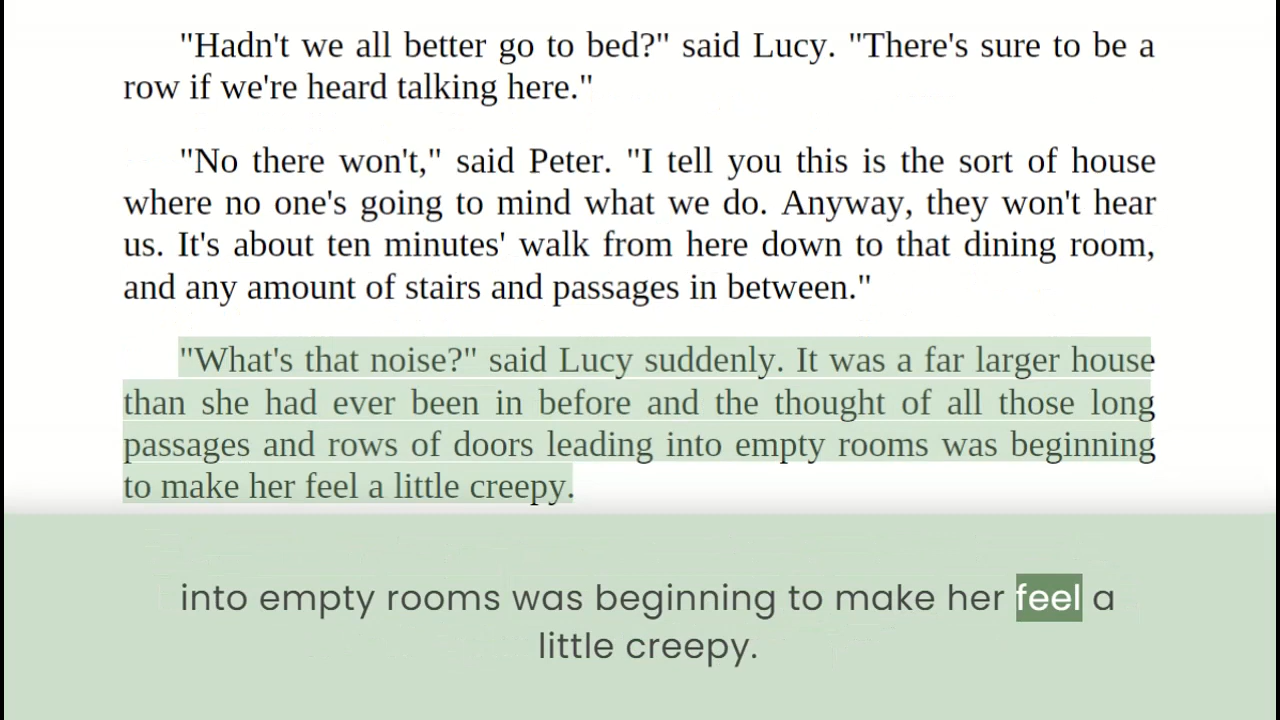 "Hadn't we all better go to bed?" said Lucy. "There's sure to be a
row if we're heard talking here."
"No there won't," said Peter. "I tell you this is the sort of house
where no one's going to mind what we do. Anyway, they won't hear
us. It's about ten minutes' walk from here down to that dining room,
and any amount of stairs and passages in between."
"What's that noise?" said Lucy suddenly. It was a far larger house
than she had ever been in before and the thought of all those long
passages and rows of doors leading into empty rooms was beginning
to make her feel a little creepy.
into empty rooms was beginning to make her feel a
little creepy.